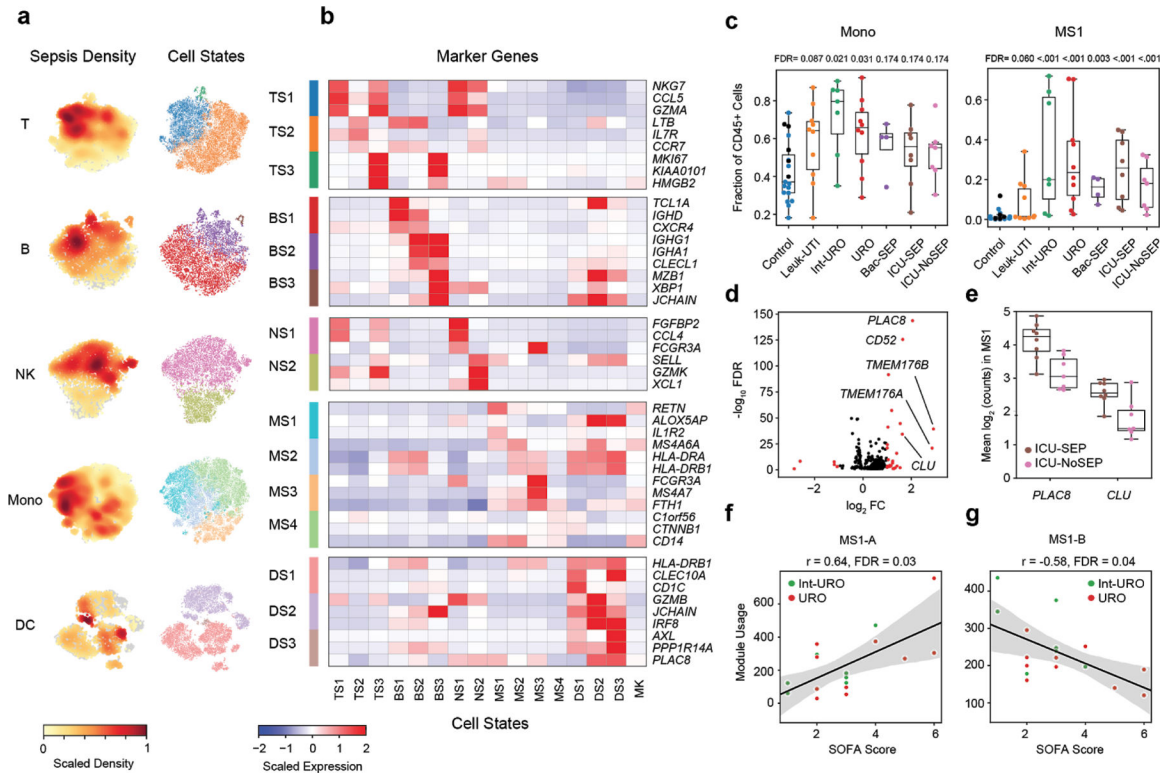 a
Sepsis Density
Cell States
T
B
NK
Mono
DC
0
1
Scaled Density
b
Marker Genes
TS1
TS2
TS3
NKG7
CCL5
GZMA
LTB
IL7R
CCR7
MKI67
KIAA0101
HMGB2
BS1
BS2
BS3
TCL1A
IGHD
CXCR4
IGHG1
IGHA1
CLECL1
MZB1
XBP1
JCHAIN
NS1
NS2
FGFBP2
CCL4
FCGR3A
SELL
GZMK
XCL1
MS1
MS2
MS3
MS4
RETN
ALOX5AP
IL1R2
MS4A6A
HLA-DRA
HLA-DRB1
FCGR3A
MS4A7
FTH1
C1orf56
CTNNB1
CD14
DS1
DS2
DS3
HLA-DRB1
CLEC10A
CD1C
GZMB
JCHAIN
IRF8
AXL
PPP1R14A
PLAC8
TS1 TS2 TS3 BS1 BS2 BS3 NS1 NS2 MS1 MS2 MS3 MS4 DS1 DS2 DS3 MK
Cell States
−2 −1 0 1 2
Scaled Expression
c
Mono
FDR= 0.087 0.021 0.031 0.174 0.174 0.174
Fraction of CD45+ Cells
0.8
0.6
0.4
0.2
Control Leuk-UTI Int-URO URO Bac-SEP ICU-SEP ICU-NoSEP
MS1
FDR= 0.060 <.001 <.001 0.003 <.001 <.001
0.6
0.4
0.2
0.0
Control Leuk-UTI Int-URO URO Bac-SEP ICU-SEP ICU-NoSEP
d
-log10 FDR
150
125
100
75
50
25
0
PLAC8
CD52
TMEM176B
TMEM176A
CLU
−2 0 2
log2 FC
e
Mean log2 (counts) in MS1
5
4
3
2
1
ICU-SEP
ICU-NoSEP
PLAC8 CLU
f
MS1-A
r = 0.64, FDR = 0.03
Int-URO
URO
Module Usage
600
400
200
0
2 4 6
SOFA Score
g
MS1-B
r = -0.58, FDR = 0.04
Int-URO
URO
400
300
200
100
2 4 6
SOFA Score